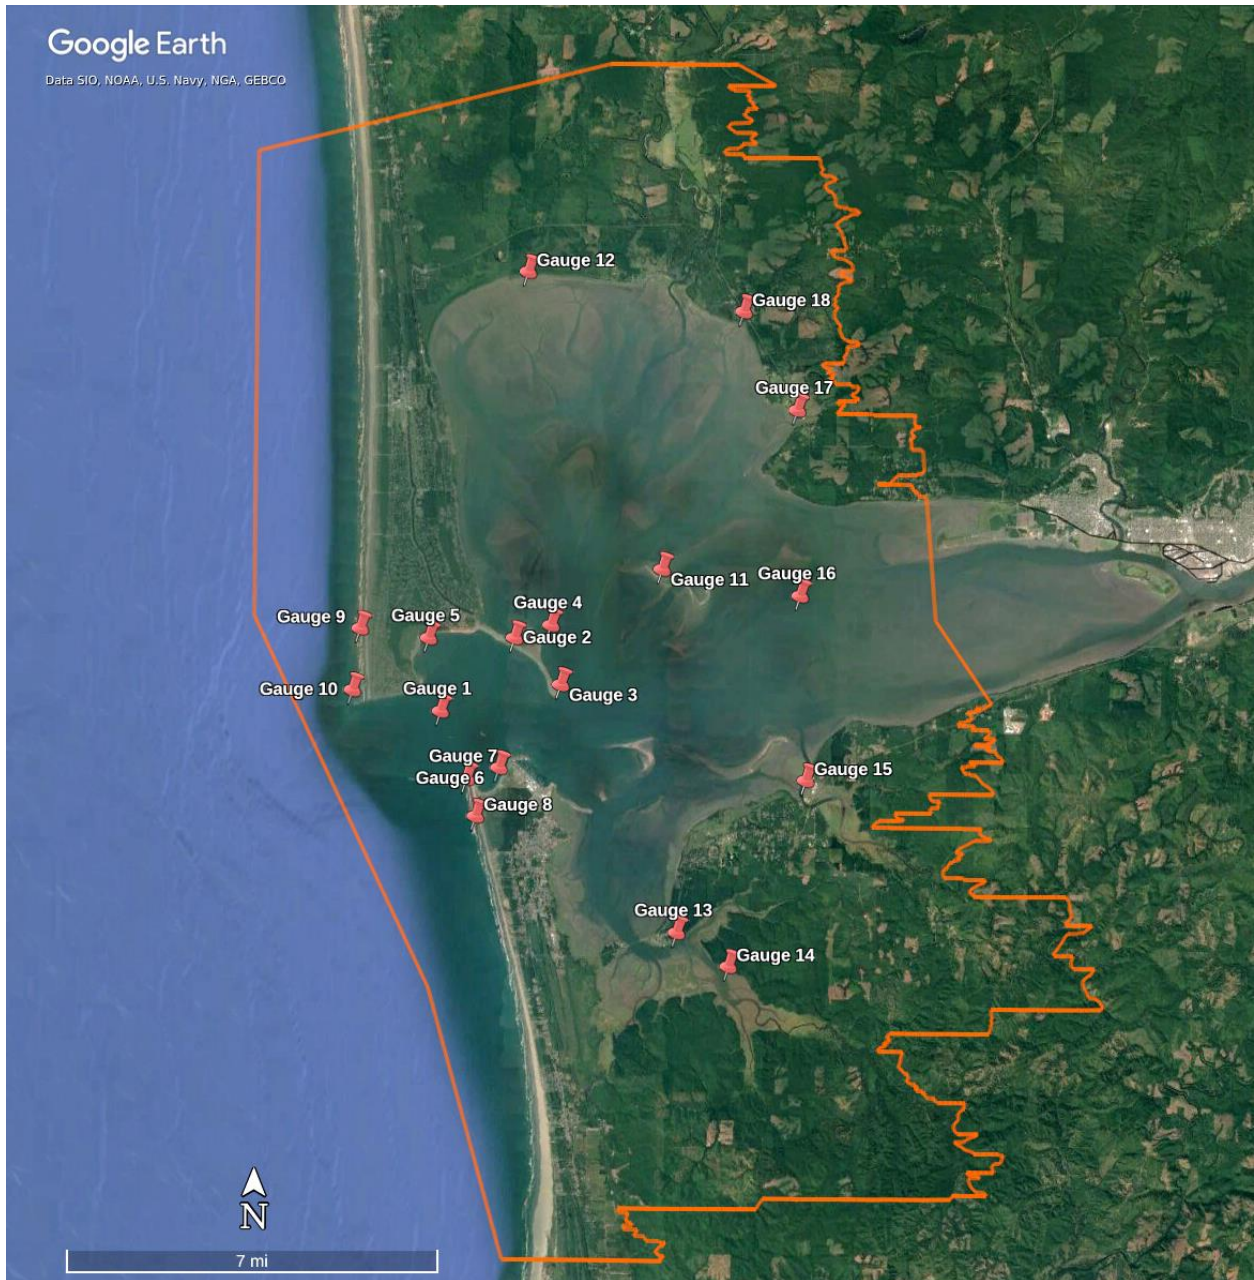 Google Earth
Data SIO, NOAA, U.S. Navy, NGA, GEBCO
Gauge 12
Gauge 18
Gauge 17
Gauge 11
Gauge 16
Gauge 4
Gauge 9
Gauge 5
Gauge 2
Gauge 10
Gauge 1
Gauge 3
Gauge 7
Gauge 6
Gauge 15
Gauge 8
Gauge 13
Gauge 14
N
7 mi